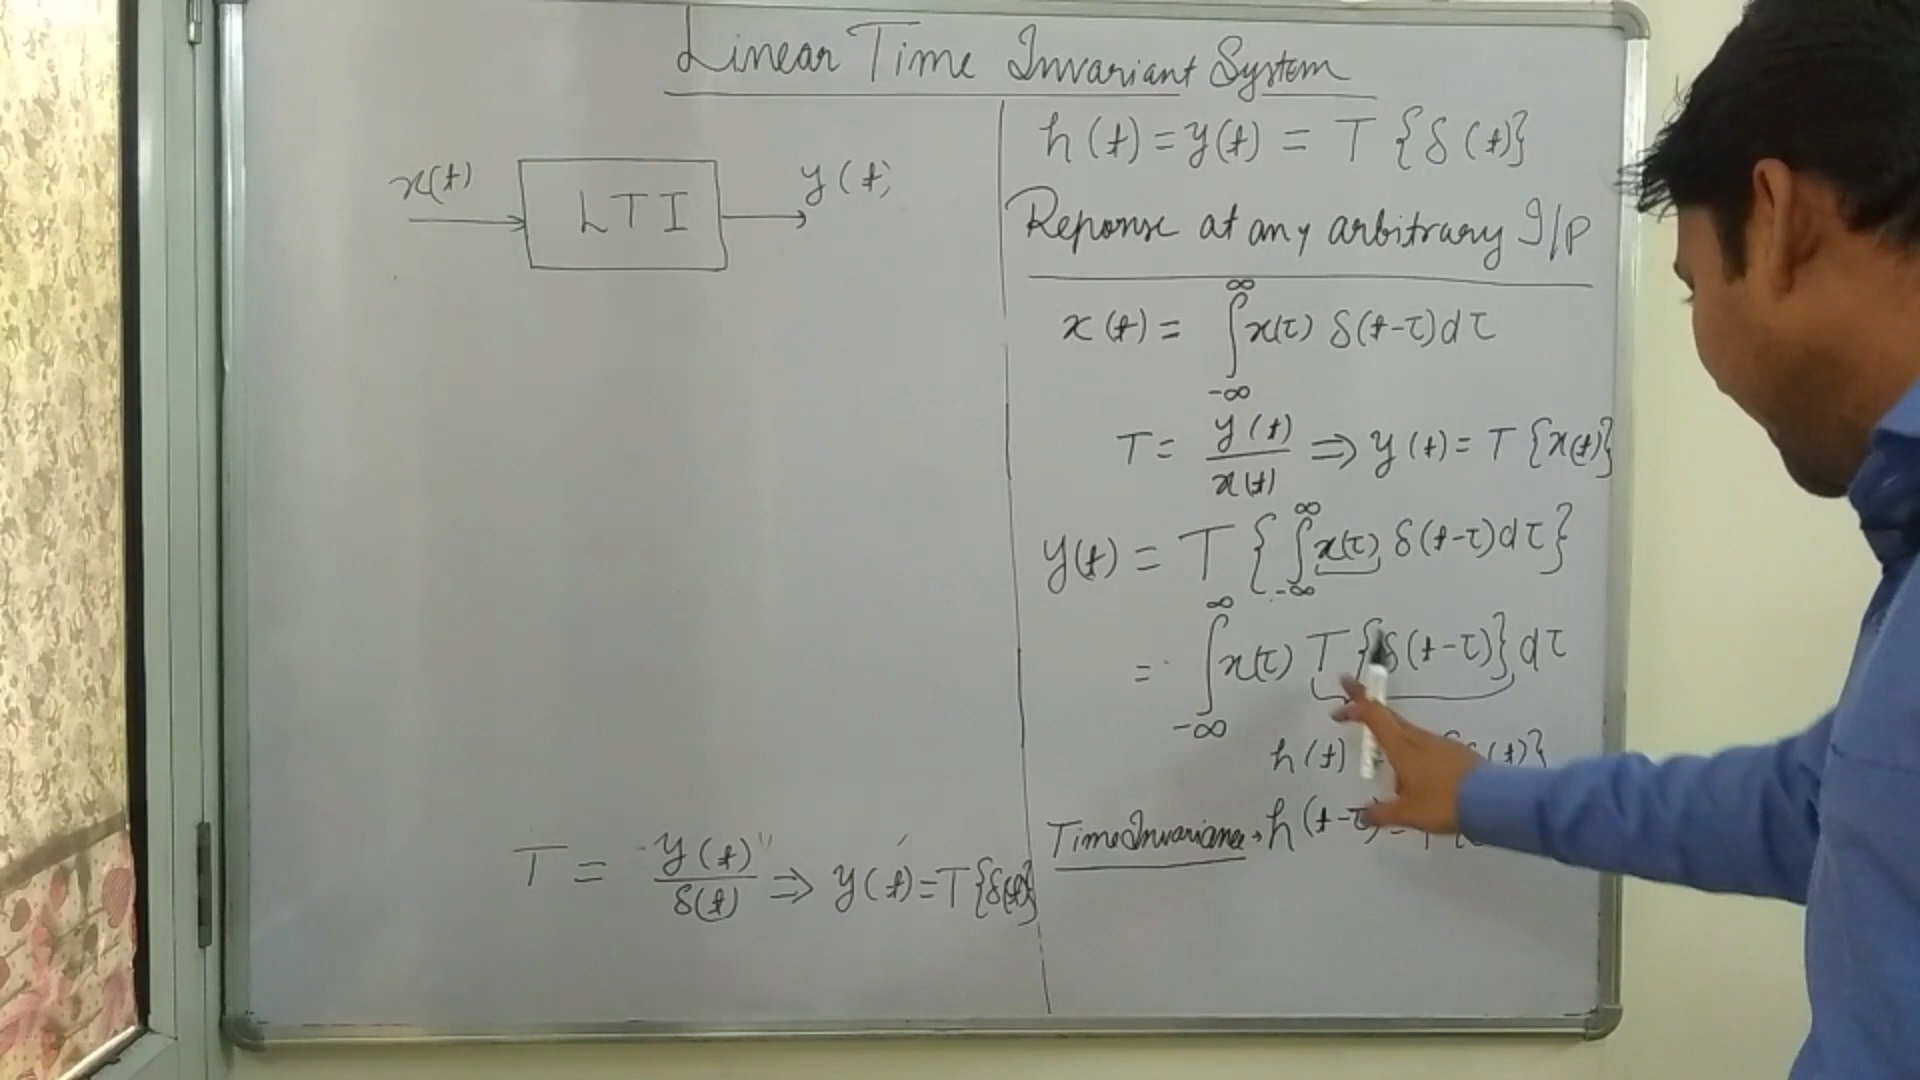 Linear Time Invariant System
x(t) LTI y(t)
T = y(t) / δ(t) ⇒ y(t) = T{δ(t)}
h(t) = y(t) = T {δ(t)}
Reponse at any arbitrary I/P
x(t) = ∫_{-∞}^{∞} x(τ) δ(t-τ)dτ
T = y(t) / x(t) ⇒ y(t) = T {x(t)}
y(t) = T { ∫_{-∞}^{∞} x(τ) δ(t-τ)dτ }
= ∫_{-∞}^{∞} x(τ) T {δ(t-τ)} dτ
h(t) (t)}
Time Invariance → h(t-τ) =